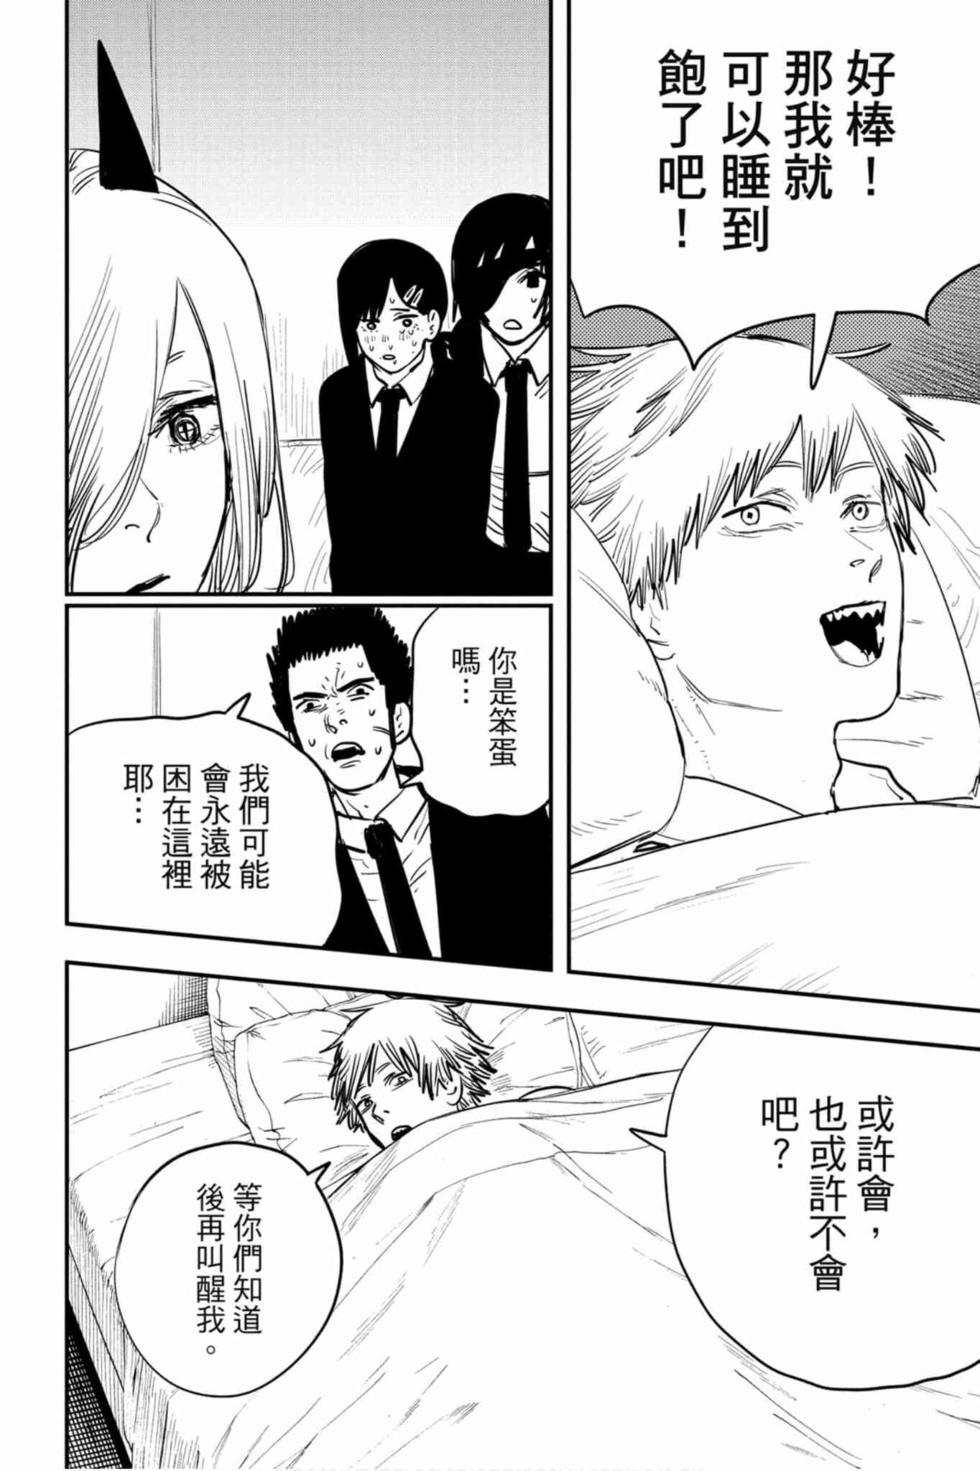 好棒！
那我就
可以睡到
飽了吧！
你是笨蛋
嗎…
我們可能
會永遠被
困在這裡
耶…
或許會，
也或許不會
吧？
等你們知道
後再叫醒我。